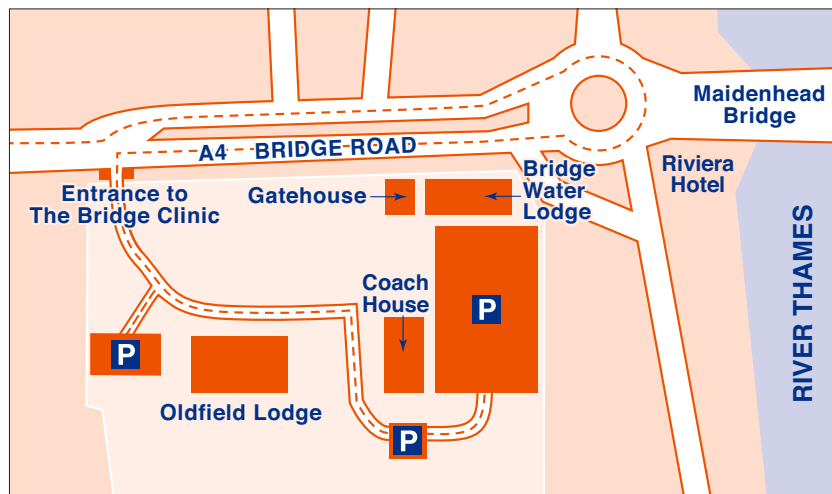 Maidenhead
Bridge
A4 BRIDGE ROAD
Riviera
Hotel
Entrance to
The Bridge Clinic
Gatehouse
Bridge
Water
Lodge
Coach
House
P
P
P
Oldfield Lodge
RIVER THAMES